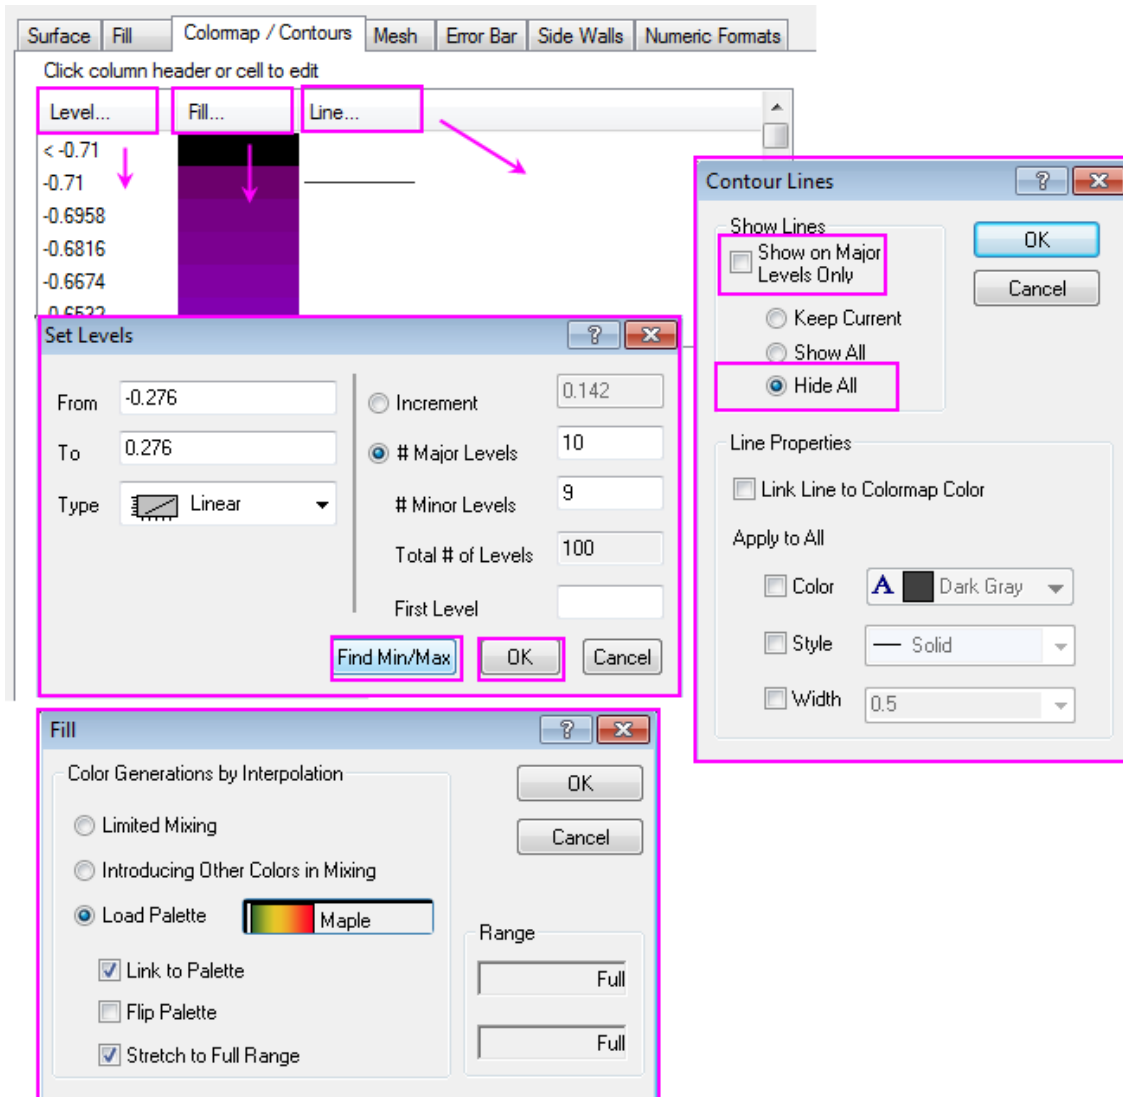 Surface Fill Colormap / Contours Mesh Error Bar Side Walls Numeric Formats
Click column header or cell to edit
Level... Fill... Line...
< -0.71
-0.71
-0.6958
-0.6816
-0.6674
Set Levels
From -0.276
To 0.276
Type Linear
Increment 0.142
# Major Levels 10
# Minor Levels 9
Total # of Levels 100
First Level
Find Min/Max OK Cancel
Contour Lines
Show Lines
Show on Major
Levels Only
Keep Current
Show All
Hide All
OK
Cancel
Line Properties
Link Line to Colormap Color
Apply to All
Color A Dark Gray
Style Solid
Width 0.5
Fill
Color Generations by Interpolation
Limited Mixing
Introducing Other Colors in Mixing
Load Palette Maple
Link to Palette
Flip Palette
Stretch to Full Range
OK
Cancel
Range
Full
Full